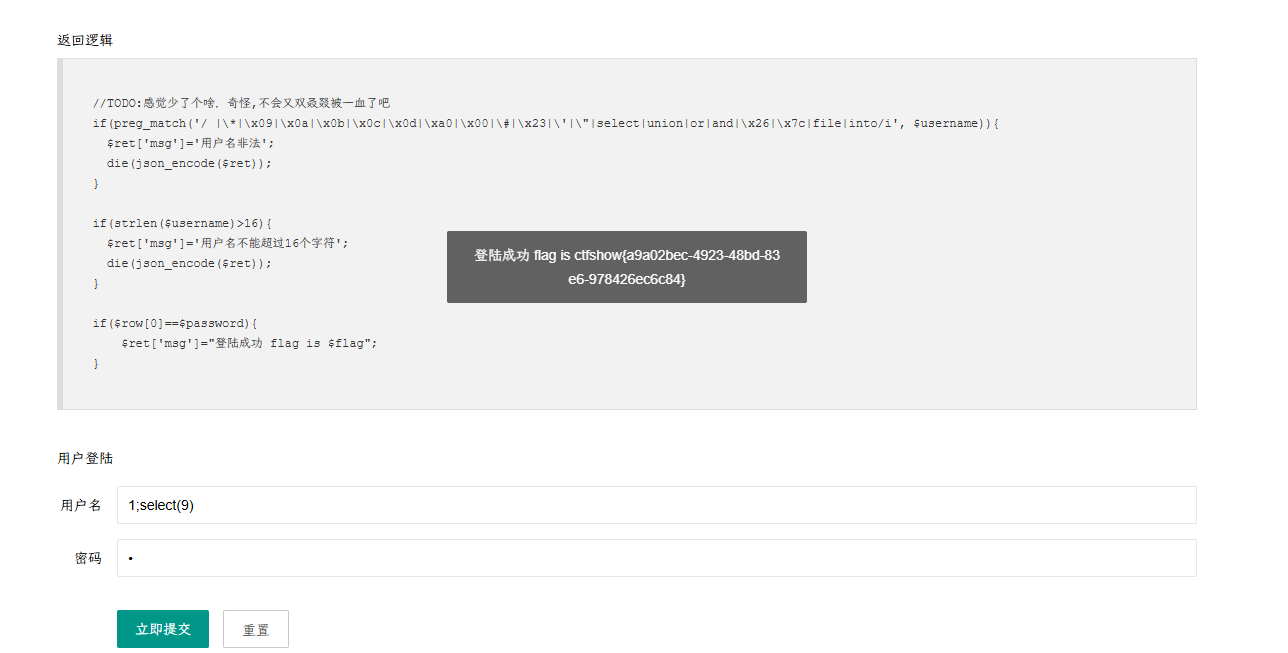 返回逻辑
//TODO:感觉少了个啥．奇怪,不会又双叒叕被一血了吧
if(preg_match('/ |\*|\x09|\x0a|\x0b|\x0c|\x0d|\xa0|\x00|\#|\x23|\'|\"|select|union|or|and|\x26|\x7c|file|into/i', $username)){
  $ret['msg']='用户名非法';
  die(json_encode($ret));
}
if(strlen($username)>16){
  $ret['msg']='用户名不能超过16个字符';
  die(json_encode($ret));
}
if($row[0]==$password){
    $ret['msg']="登陆成功 flag is $flag";
}
登陆成功 flag is ctfshow{a9a02bec-4923-48bd-83
e6-978426ec6c84}
用户登陆
用户名 1;select(9)
密码 •
立即提交 重置